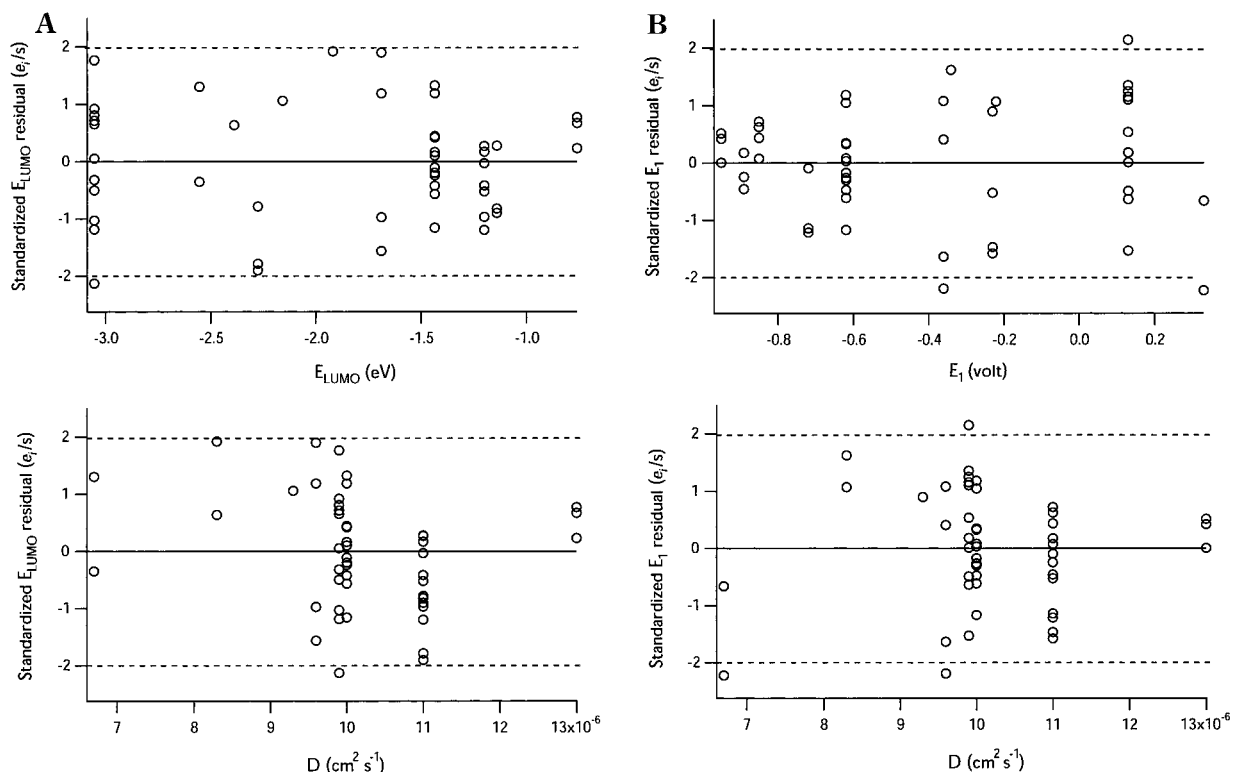 A
Standardized E_LUMO residual (e_i/s)
2
1
0
-1
-2
-3.0 -2.5 -2.0 -1.5 -1.0
E_LUMO (eV)
B
Standardized E_1 residual (e_i/s)
2
1
0
-1
-2
-0.8 -0.6 -0.4 -0.2 0.0 0.2
E_1 (volt)
Standardized E_LUMO residual (e_i/s)
2
1
0
-1
-2
7 8 9 10 11 12 13x10^-6
D (cm^2 s^-1)
Standardized E_1 residual (e_i/s)
2
1
0
-1
-2
7 8 9 10 11 12 13x10^-6
D (cm^2 s^-1)